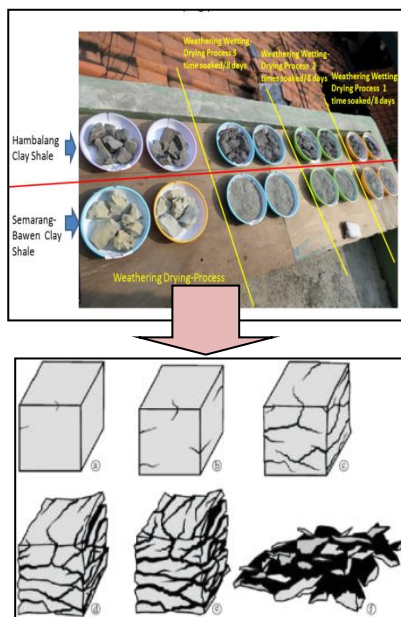 Weathering Wetting-
Drying Process 3
time soaked/8 days
Weathering Wetting-
Drying Process 2
times soaked/8 days
Weathering Wetting-
Drying Process 1
time soaked/8 days
Hambalang
Clay Shale
Semarang-
Bawen Clay
Shale
Weathering Drying-Process
a
b
c
d
e
f